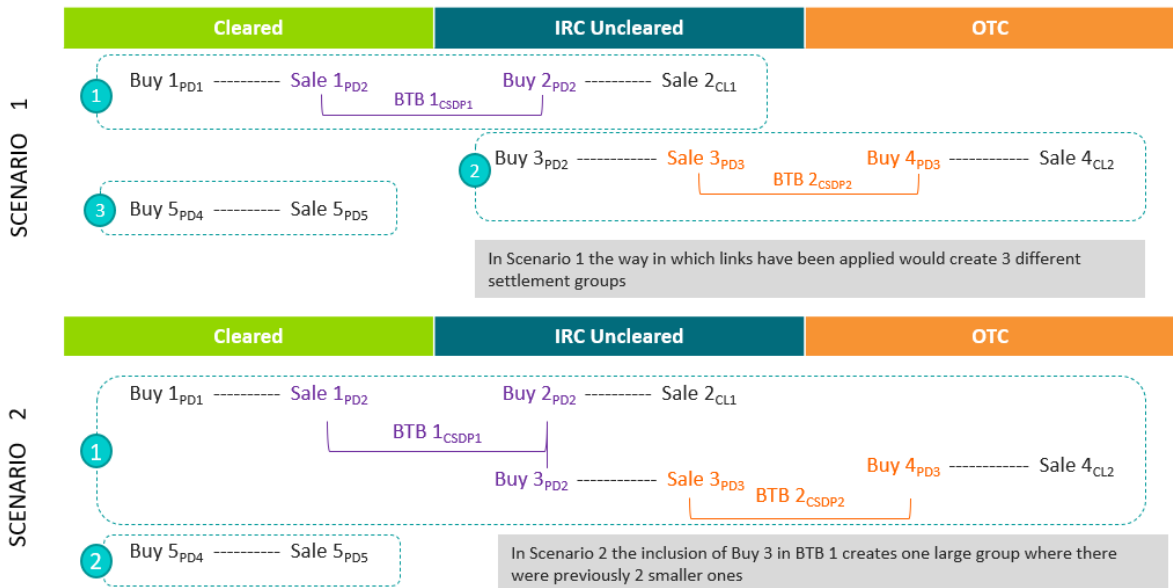 Cleared IRC Uncleared OTC
SCENARIO 1
1
Buy 1PD1 ---------- Sale 1PD2 Buy 2PD2 ---------- Sale 2CL1
BTB 1CSDP1
2
Buy 3PD2 ------------ Sale 3PD3 Buy 4PD3 ------------ Sale 4CL2
BTB 2CSDP2
3
Buy 5PD4 ---------- Sale 5PD5
In Scenario 1 the way in which links have been applied would create 3 different
settlement groups
Cleared IRC Uncleared OTC
SCENARIO 2
1
Buy 1PD1 ---------- Sale 1PD2 Buy 2PD2 ---------- Sale 2CL1
BTB 1CSDP1
Buy 3PD2 ------------ Sale 3PD3 Buy 4PD3 ------------ Sale 4CL2
BTB 2CSDP2
2
Buy 5PD4 ---------- Sale 5PD5
In Scenario 2 the inclusion of Buy 3 in BTB 1 creates one large group where there
were previously 2 smaller ones